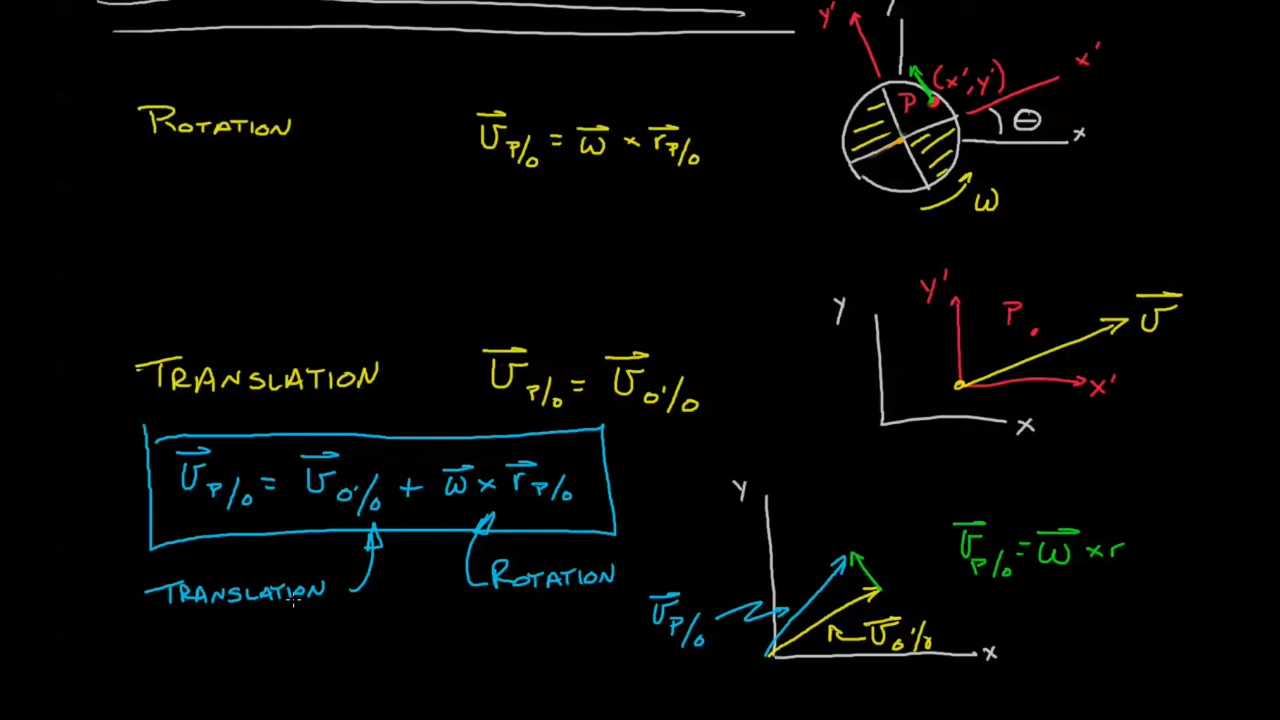 y'
x'
(x', y')
P
θ
x
ROTATION
v⃗ P/O = ω⃗ × r⃗ P/O
ω
y'
y
P
v⃗
TRANSLATION
v⃗ P/O = v⃗ O'/O
x'
x
v⃗ P/O = v⃗ O'/O + ω⃗ × r⃗ P/O
y
v⃗ P/O = ω⃗ × r
TRANSLATION
ROTATION
v⃗ P/O
v⃗ O'/O
x